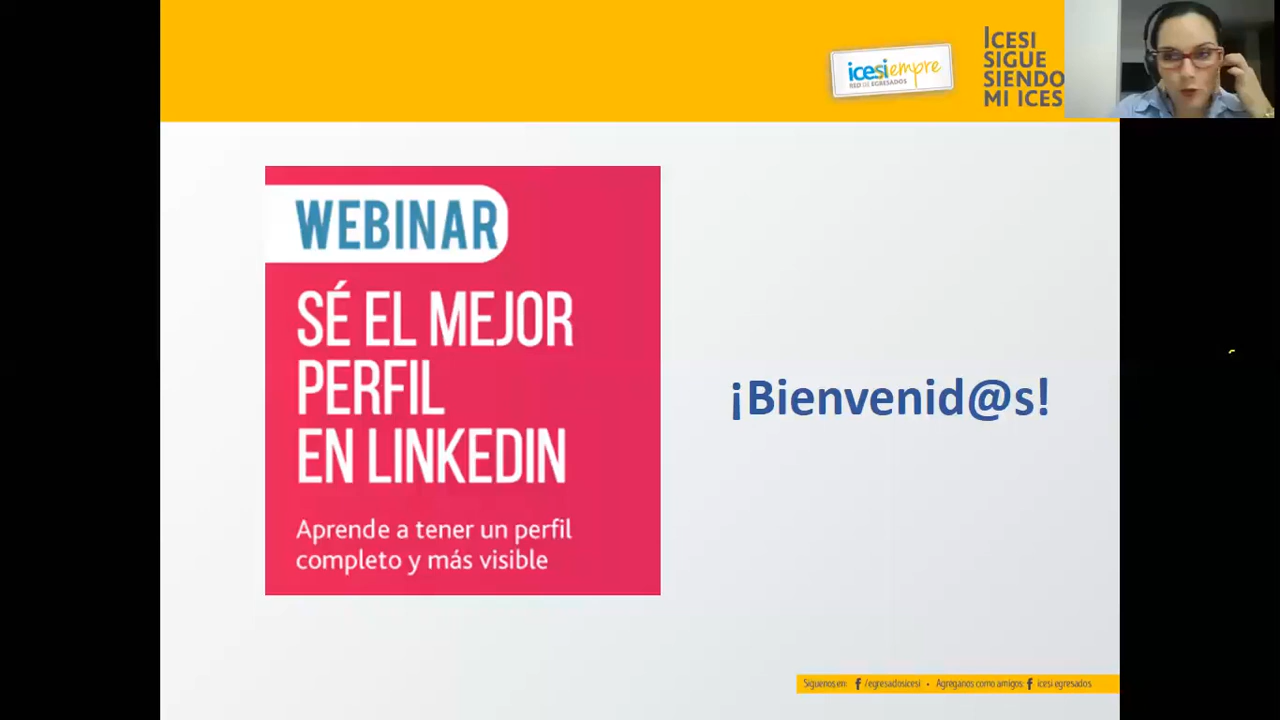 icesiempre
RED DE EGRESADOS
ICESI
SIGUE
SIENDO
MI ICES
WEBINAR
SÉ EL MEJOR
PERFIL
EN LINKEDIN
Aprende a tener un perfil
completo y más visible
¡Bienvenid@s!
Síguenos en: f /egresadosicesi • Agréganos como amigos: f icesi egresados